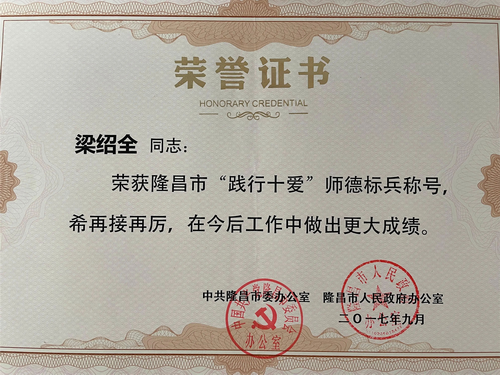 荣誉证书
HONORARY CREDENTIAL
梁绍全 同志：
荣获隆昌市“践行十爱”师德标兵称号，
希再接再厉，在今后工作中做出更大成绩。
中共隆昌市委办公室 隆昌市人民政府办公室
二〇一七年九月
办公室